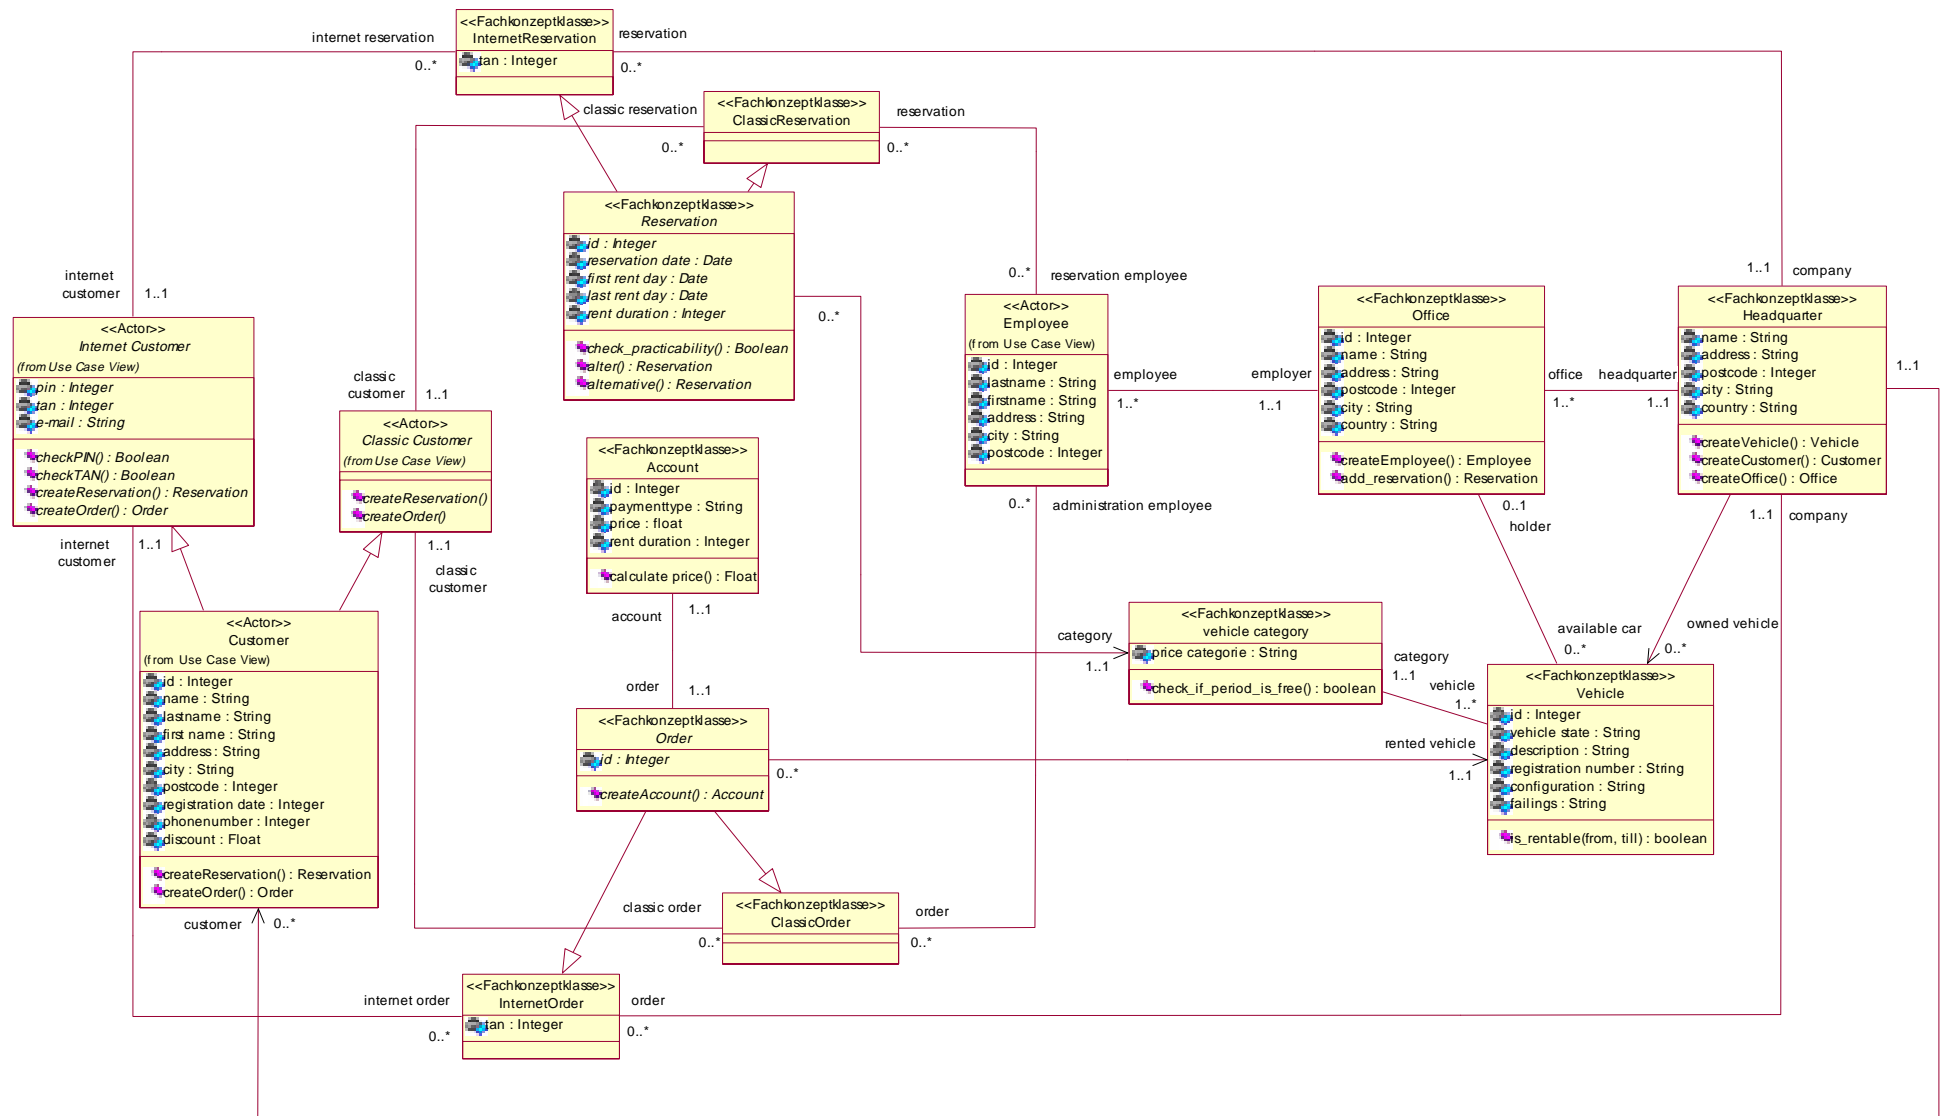 <<Fachkonzeptklasse>>
InternetReservation
tan : Integer
internet reservation
0..*
reservation
0..*
<<Fachkonzeptklasse>>
ClassicReservation
classic reservation
0..*
reservation
0..*
<<Fachkonzeptklasse>>
Reservation
id : Integer
reservation date : Date
first rent day : Date
last rent day : Date
rent duration : Integer
check_practicability() : Boolean
alter() : Reservation
alternative() : Reservation
0..*
internet
customer
1..1
<<Actor>>
Internet Customer
(from Use Case View)
pin : Integer
tan : Integer
e-mail : String
checkPIN() : Boolean
checkTAN() : Boolean
createReservation() : Reservation
createOrder() : Order
internet
customer
1..1
classic
customer
1..1
<<Actor>>
Classic Customer
(from Use Case View)
createReservation()
createOrder()
1..1
classic
customer
<<Fachkonzeptklasse>>
Account
id : Integer
paymenttype : String
price : float
rent duration : Integer
calculate price() : Float
1..1
account
order
1..1
0..*
reservation employee
<<Actor>>
Employee
(from Use Case View)
id : Integer
lastname : String
firstname : String
address : String
city : String
postcode : Integer
0..*
administration employee
employee
1..*
employer
1..1
<<Fachkonzeptklasse>>
Office
id : Integer
name : String
address : String
postcode : Integer
city : String
country : String
createEmployee() : Employee
add_reservation() : Reservation
0..1
holder
office
1..*
headquarter
1..1
1..1
company
<<Fachkonzeptklasse>>
Headquarter
name : String
address : String
postcode : Integer
city : String
country : String
createVehicle() : Vehicle
createCustomer() : Customer
createOffice() : Office
1..1
1..1
company
<<Actor>>
Customer
(from Use Case View)
id : Integer
name : String
lastname : String
first name : String
address : String
city : String
postcode : Integer
registration date : Integer
phonenumber : Integer
discount : Float
createReservation() : Reservation
createOrder() : Order
customer
0..*
category
1..1
<<Fachkonzeptklasse>>
vehicle category
price categorie : String
check_if_period_is_free() : boolean
category
1..1
vehicle
1..*
available car
0..*
owned vehicle
0..*
<<Fachkonzeptklasse>>
Vehicle
id : Integer
vehicle state : String
description : String
registration number : String
configuration : String
failings : String
is_rentable(from, till) : boolean
<<Fachkonzeptklasse>>
Order
id : Integer
createAccount() : Account
0..*
rented vehicle
1..1
classic order
0..*
<<Fachkonzeptklasse>>
ClassicOrder
order
0..*
internet order
0..*
<<Fachkonzeptklasse>>
InternetOrder
tan : Integer
order
0..*